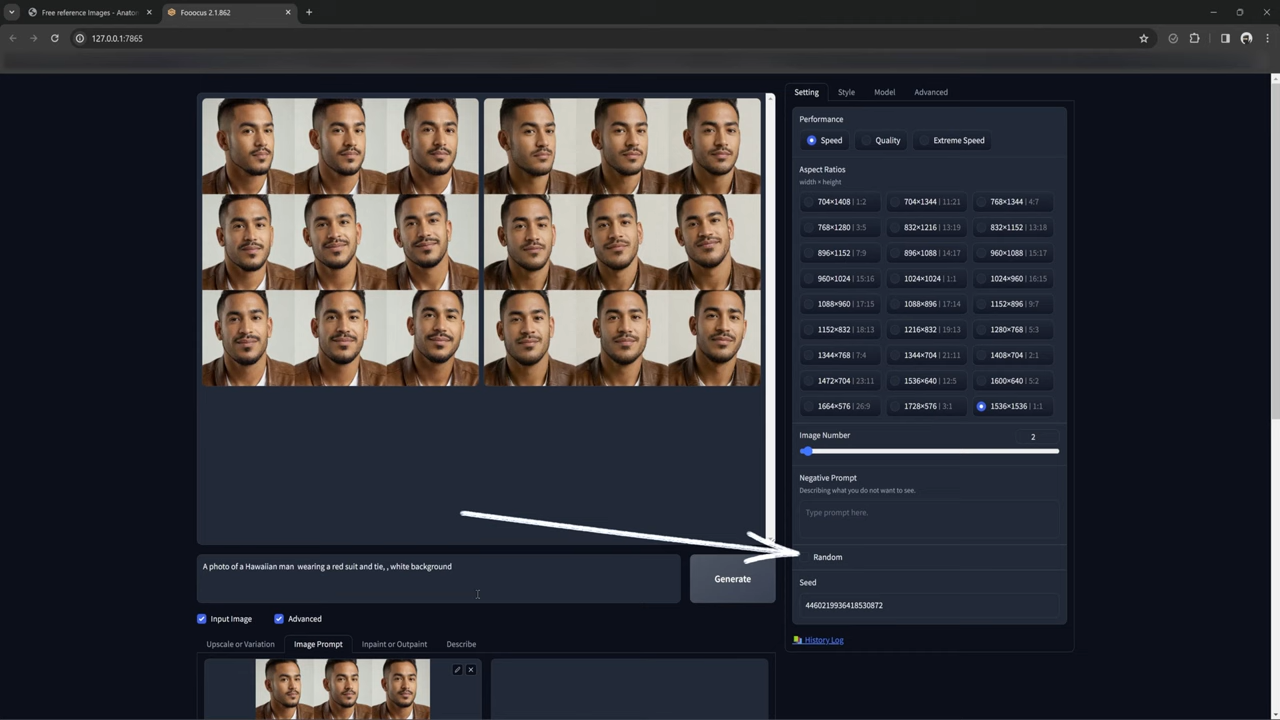 Free reference Images - Anaton
Fooocus 2.1.862
127.0.0.1:7865
Setting
Style
Model
Advanced
Performance
Speed
Quality
Extreme Speed
Aspect Ratios
width × height
704×1408 | 1:2
704×1344 | 11:21
768×1344 | 4:7
768×1280 | 3:5
832×1216 | 13:19
832×1152 | 13:18
896×1152 | 7:9
896×1088 | 14:17
960×1088 | 15:17
960×1024 | 15:16
1024×1024 | 1:1
1024×960 | 16:15
1088×960 | 17:15
1088×896 | 17:14
1152×896 | 9:7
1152×832 | 18:13
1216×832 | 19:13
1280×768 | 5:3
1344×768 | 7:4
1344×704 | 21:11
1408×704 | 2:1
1472×704 | 23:11
1536×640 | 12:5
1600×640 | 5:2
1664×576 | 26:9
1728×576 | 3:1
1536×1536 | 1:1
Image Number
2
Negative Prompt
Describing what you do not want to see.
Type prompt here.
Random
Seed
4460219936418530872
History Log
A photo of a Hawaiian man wearing a red suit and tie, , white background
Generate
Input Image
Advanced
Upscale or Variation
Image Prompt
Inpaint or Outpaint
Describe